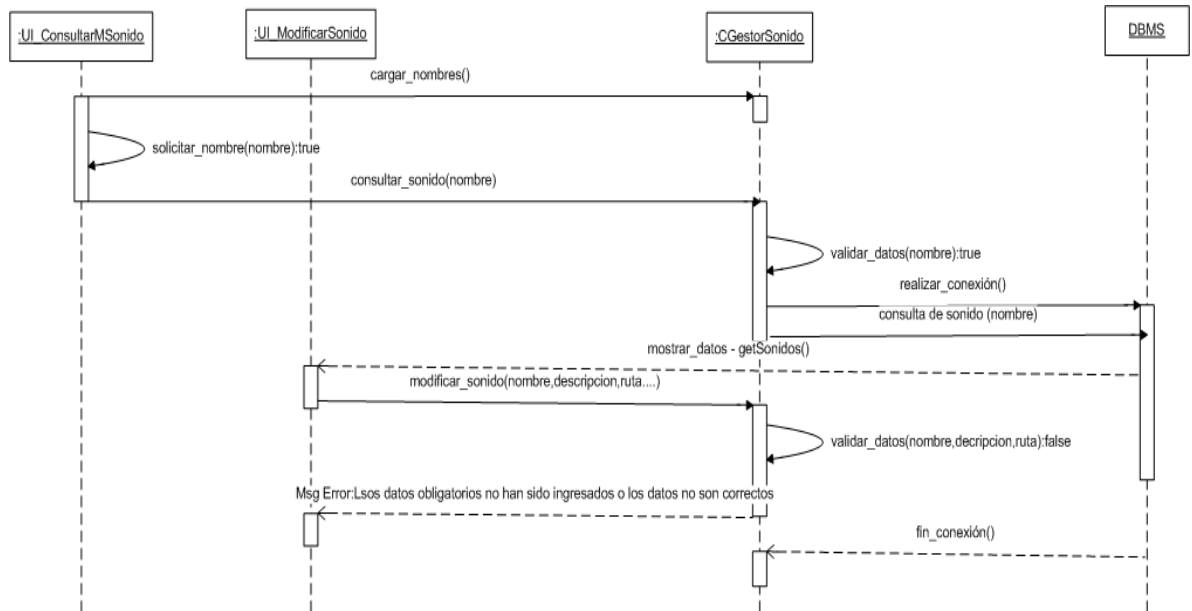 :UI_ConsultarMSonido
:UI_ModificarSonido
:CGestorSonido
DBMS
cargar_nombres()
solicitar_nombre(nombre):true
consultar_sonido(nombre)
validar_datos(nombre):true
realizar_conexión()
consulta de sonido (nombre)
mostrar_datos - getSonidos()
modificar_sonido(nombre,descripcion,ruta....)
validar_datos(nombre,decripcion,ruta):false
Msg Error:Lsos datos obligatorios no han sido ingresados o los datos no son correctos
fin_conexión()